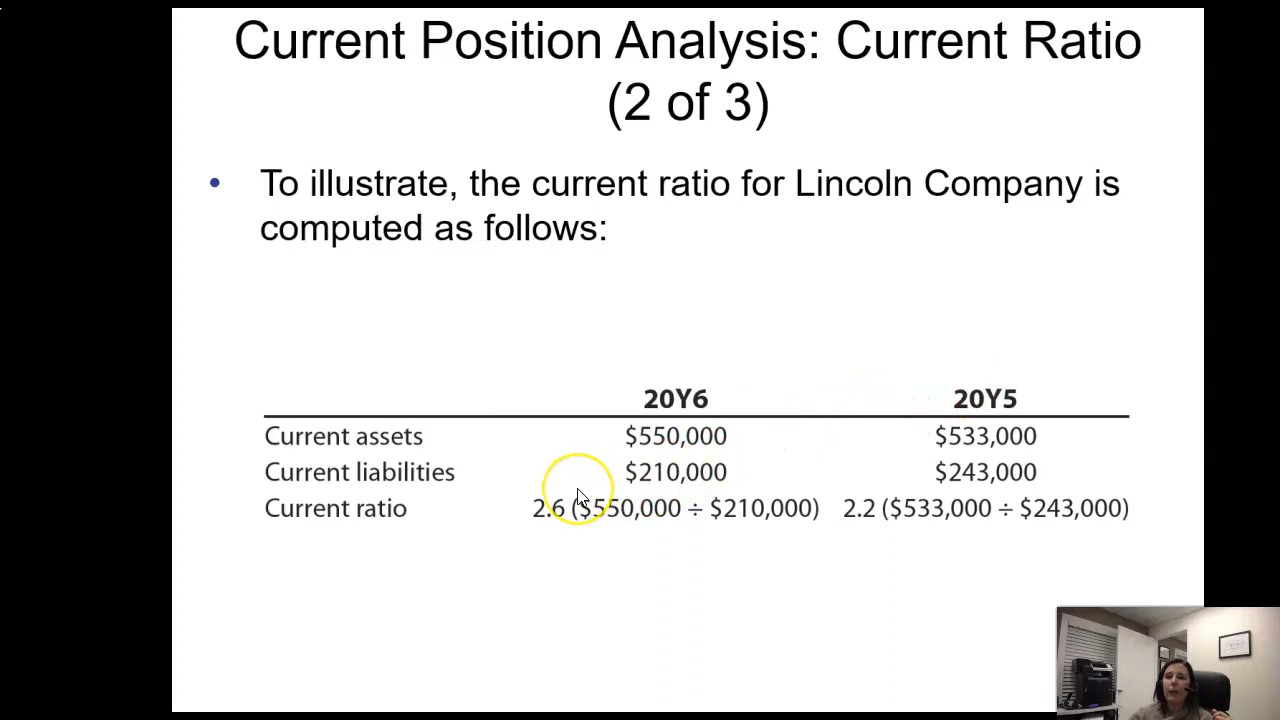 Current Position Analysis: Current Ratio
(2 of 3)
• To illustrate, the current ratio for Lincoln Company is
computed as follows:
20Y6 20Y5
Current assets $550,000 $533,000
Current liabilities $210,000 $243,000
Current ratio 2.6 ($550,000 ÷ $210,000) 2.2 ($533,000 ÷ $243,000)